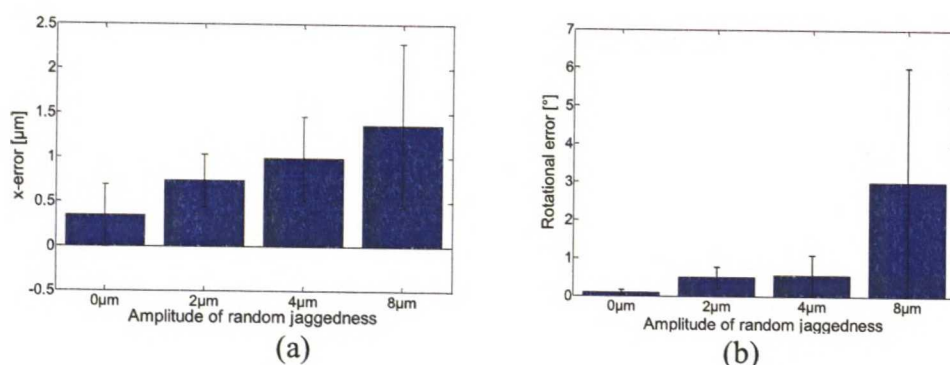 2.5
2
1.5
1
0.5
0
-0.5
x-error [µm]
0µm 2µm 4µm 8µm
Amplitude of random jaggedness
(a)
7
6
5
4
3
2
1
0
Rotational error [°]
0µm 2µm 4µm 8µm
Amplitude of random jaggedness
(b)